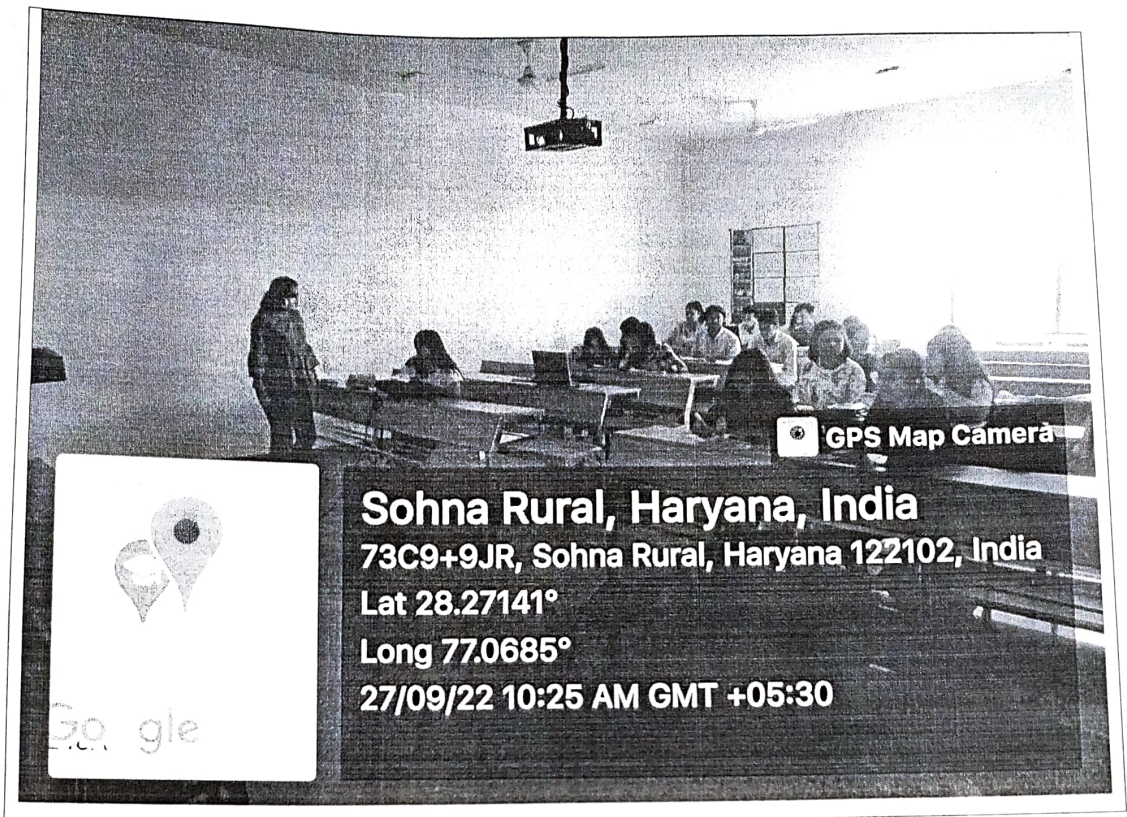 GPS Map Camera
Sohna Rural, Haryana, India
73C9+9JR, Sohna Rural, Haryana 122102, India
Lat 28.27141°
Long 77.0685°
27/09/22 10:25 AM GMT +05:30
Google